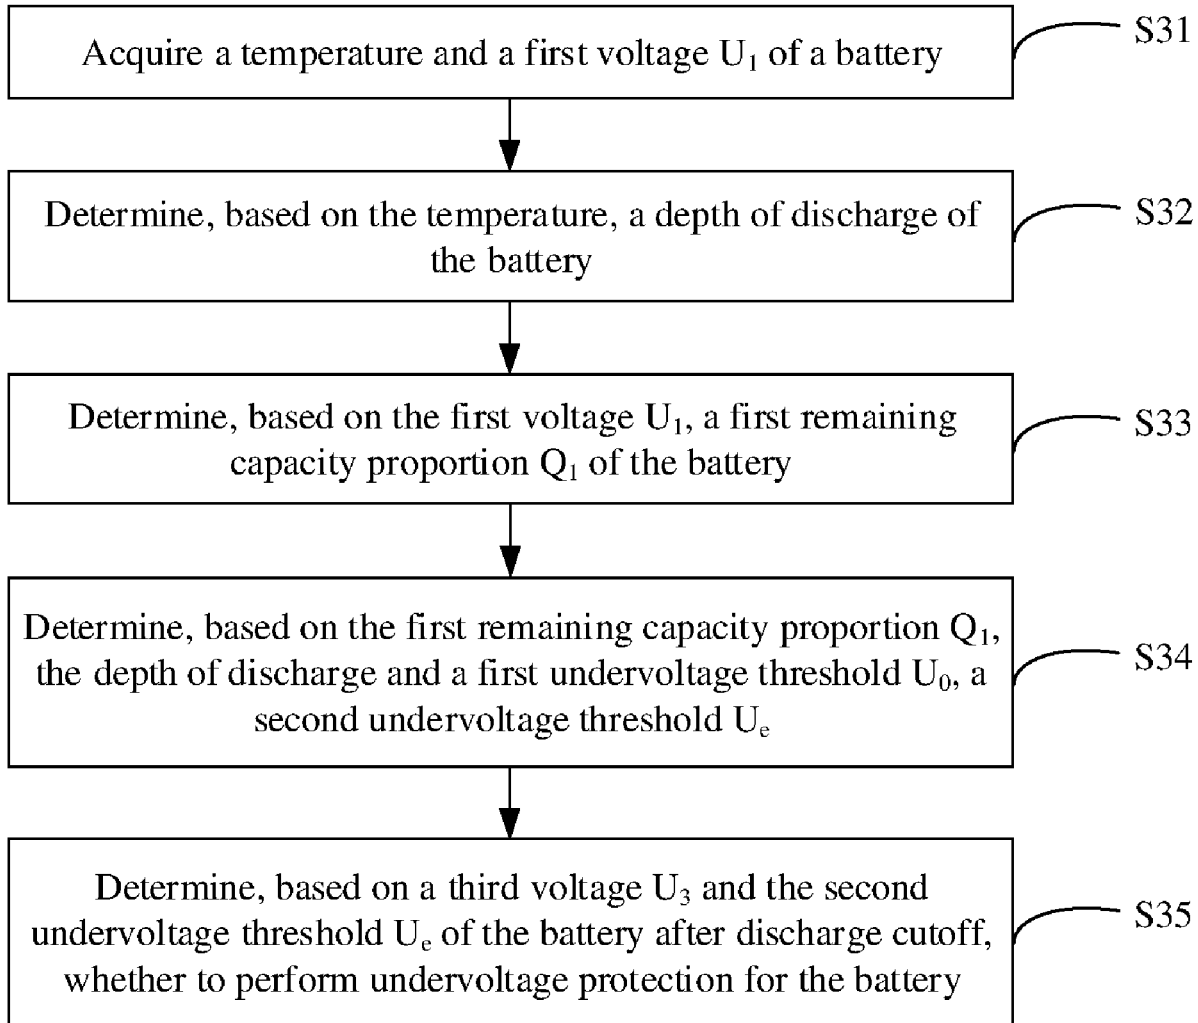 Acquire a temperature and a first voltage U₁ of a battery
S31
Determine, based on the temperature, a depth of discharge of
the battery
S32
Determine, based on the first voltage U₁, a first remaining
capacity proportion Q₁ of the battery
S33
Determine, based on the first remaining capacity proportion Q₁,
the depth of discharge and a first undervoltage threshold U₀, a
second undervoltage threshold Uₑ
S34
Determine, based on a third voltage U₃ and the second
undervoltage threshold Uₑ of the battery after discharge cutoff,
whether to perform undervoltage protection for the battery
S35